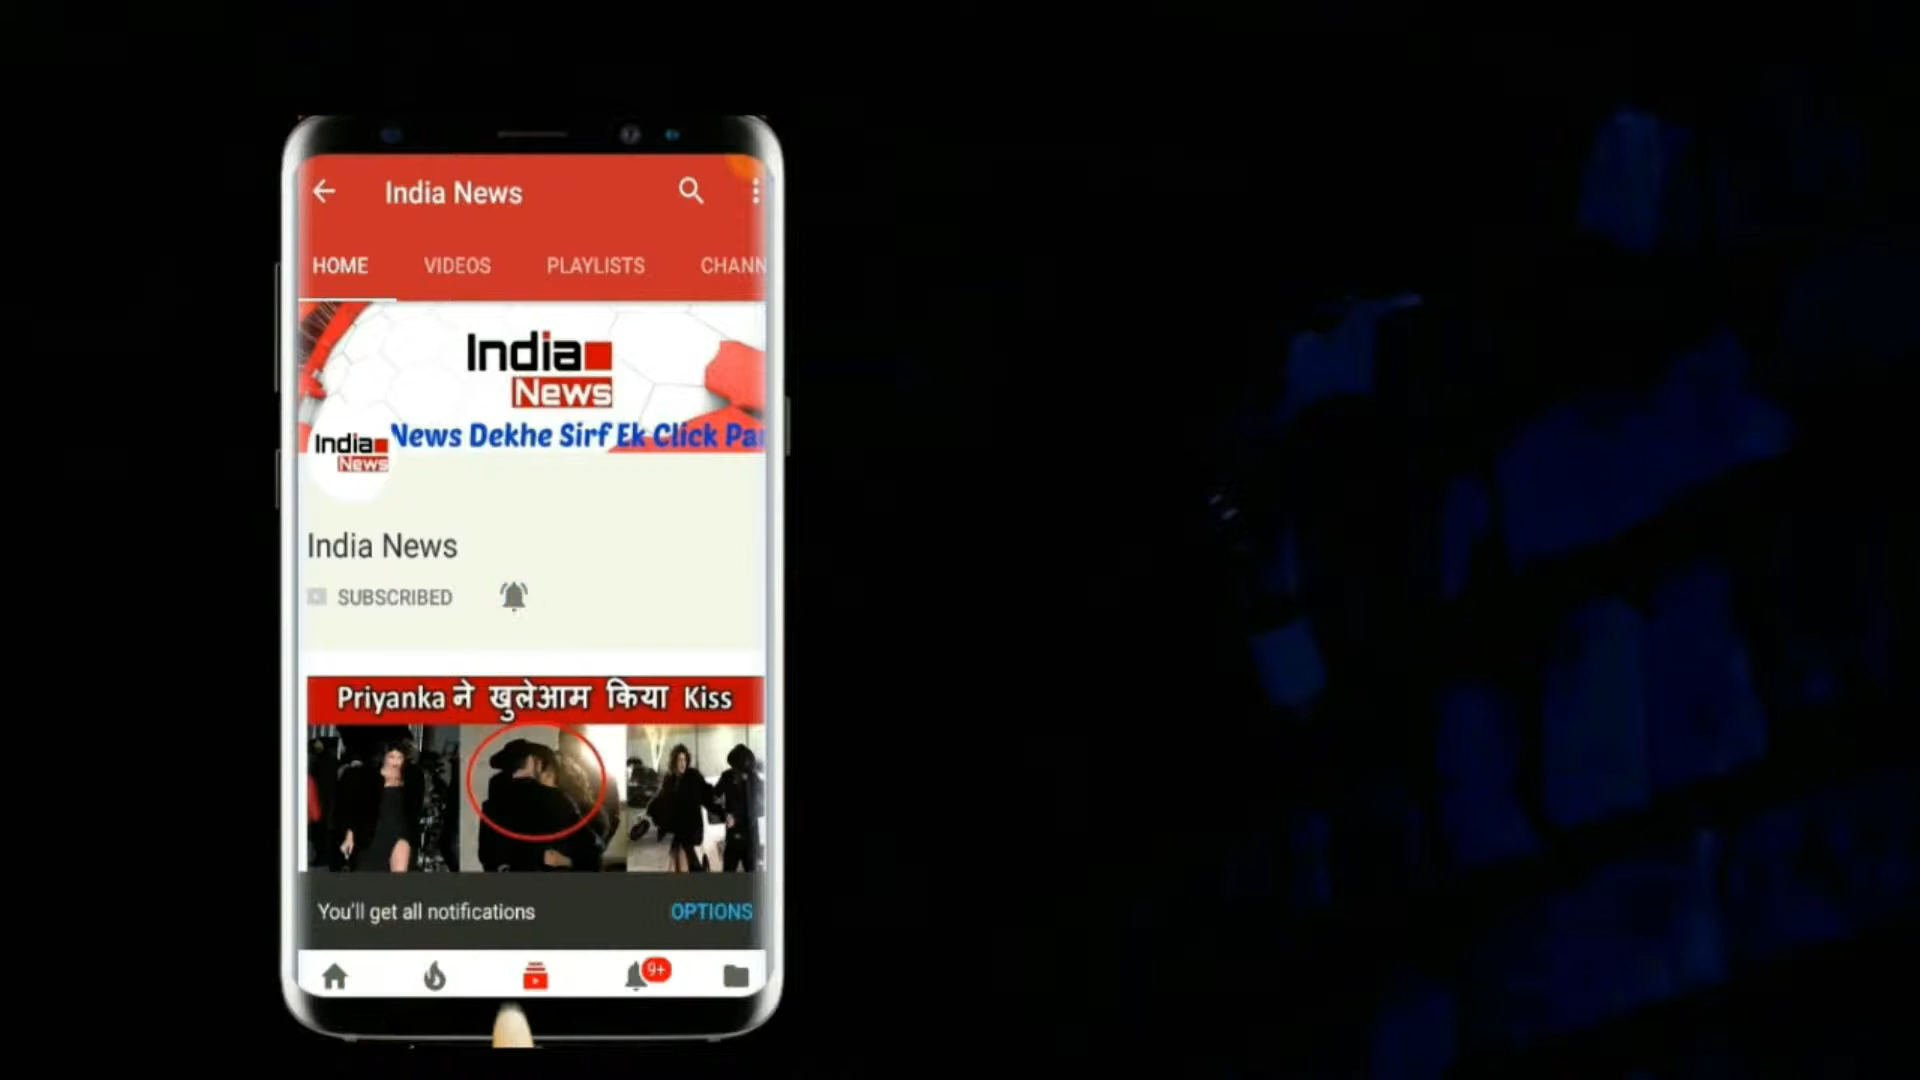 India News
HOME VIDEOS PLAYLISTS CHANN
India
News
News Dekhe Sirf Ek Click Par
India
News
India News
SUBSCRIBED
Priyanka ने खुलेआम किया Kiss
You'll get all notifications OPTIONS
9+